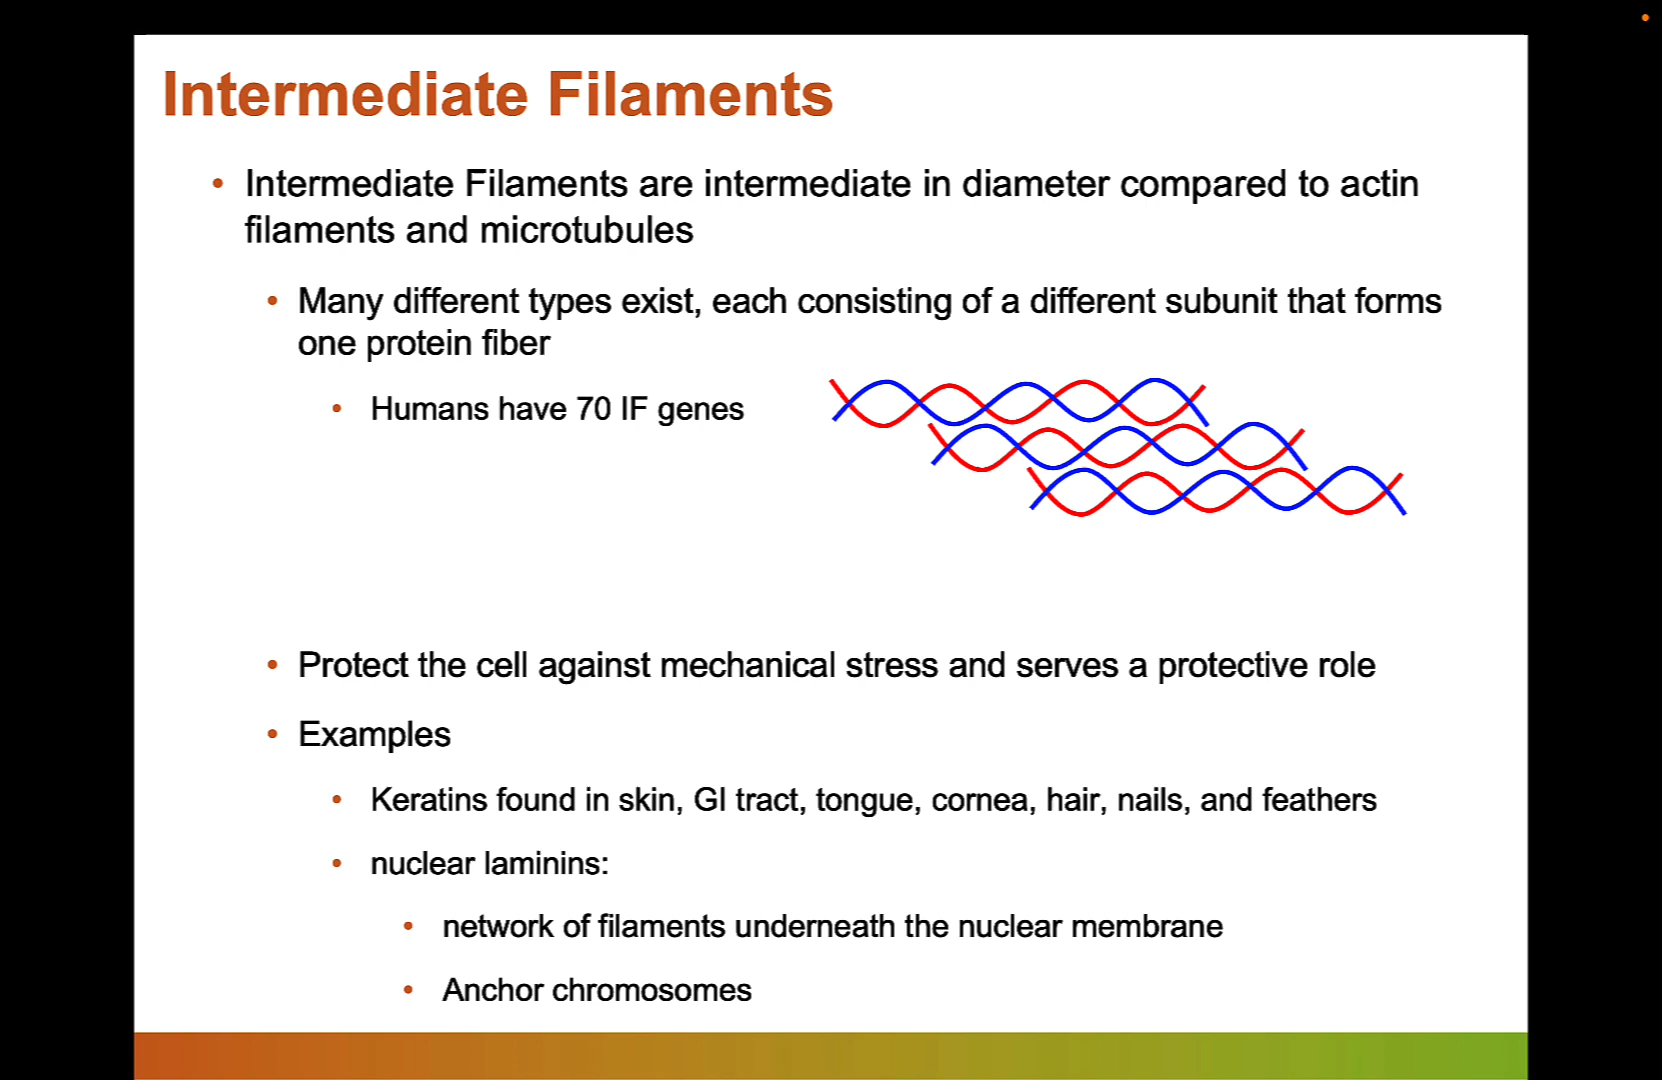 Intermediate Filaments
• Intermediate Filaments are intermediate in diameter compared to actin
filaments and microtubules
• Many different types exist, each consisting of a different subunit that forms
one protein fiber
• Humans have 70 IF genes
• Protect the cell against mechanical stress and serves a protective role
• Examples
• Keratins found in skin, GI tract, tongue, cornea, hair, nails, and feathers
• nuclear laminins:
• network of filaments underneath the nuclear membrane
• Anchor chromosomes